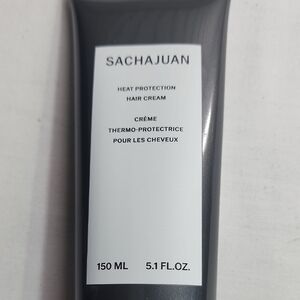 SACHAJUAN
HEAT PROTECTION
HAIR CREAM
CRÈME
THERMO-PROTECTRICE
POUR LES CHEVEUX
150 ML 5.1 FL.OZ.